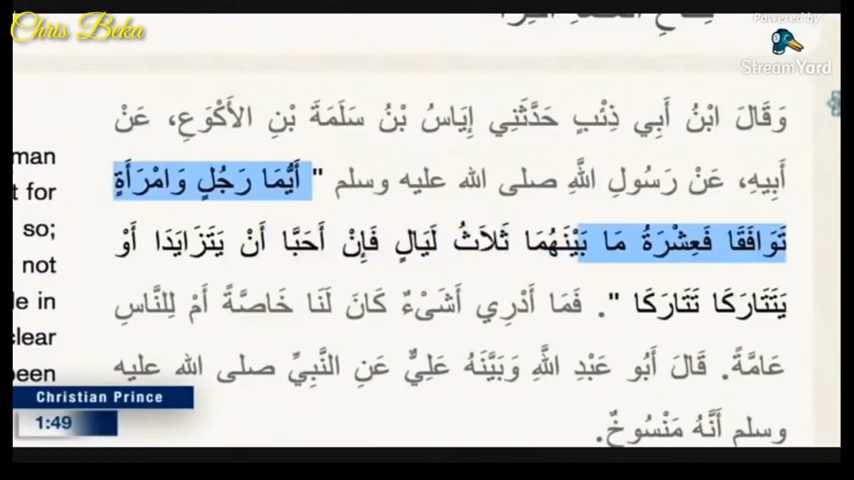 Chris Beka
Powered by
StreamYard
وَقَالَ ابْنُ أَبِي ذِئْبٍ حَدَّثَنِي إِيَاسُ بْنُ سَلَمَةَ بْنِ الأَكْوَعِ، عَنْ
أَبِيهِ، عَنْ رَسُولِ اللَّهِ صلى الله عليه وسلم " أَيُّمَا رَجُلٍ وَامْرَأَةٍ
تَوَافَقَا فَعِشْرَةُ مَا بَيْنَهُمَا ثَلاَثُ لَيَالٍ فَإِنْ أَحَبَّا أَنْ يَتَزَايَدَا أَوْ
يَتَتَارَكَا تَتَارَكَا ". فَمَا أَدْرِي أَشَىْءٌ كَانَ لَنَا خَاصَّةً أَمْ لِلنَّاسِ
عَامَّةً. قَالَ أَبُو عَبْدِ اللَّهِ وَبَيَّنَهُ عَلِيٌّ عَنِ النَّبِيِّ صلى الله عليه
وسلم أَنَّهُ مَنْسُوخٌ.
man
t for
so;
not
le in
clear
been
Christian Prince
1:49